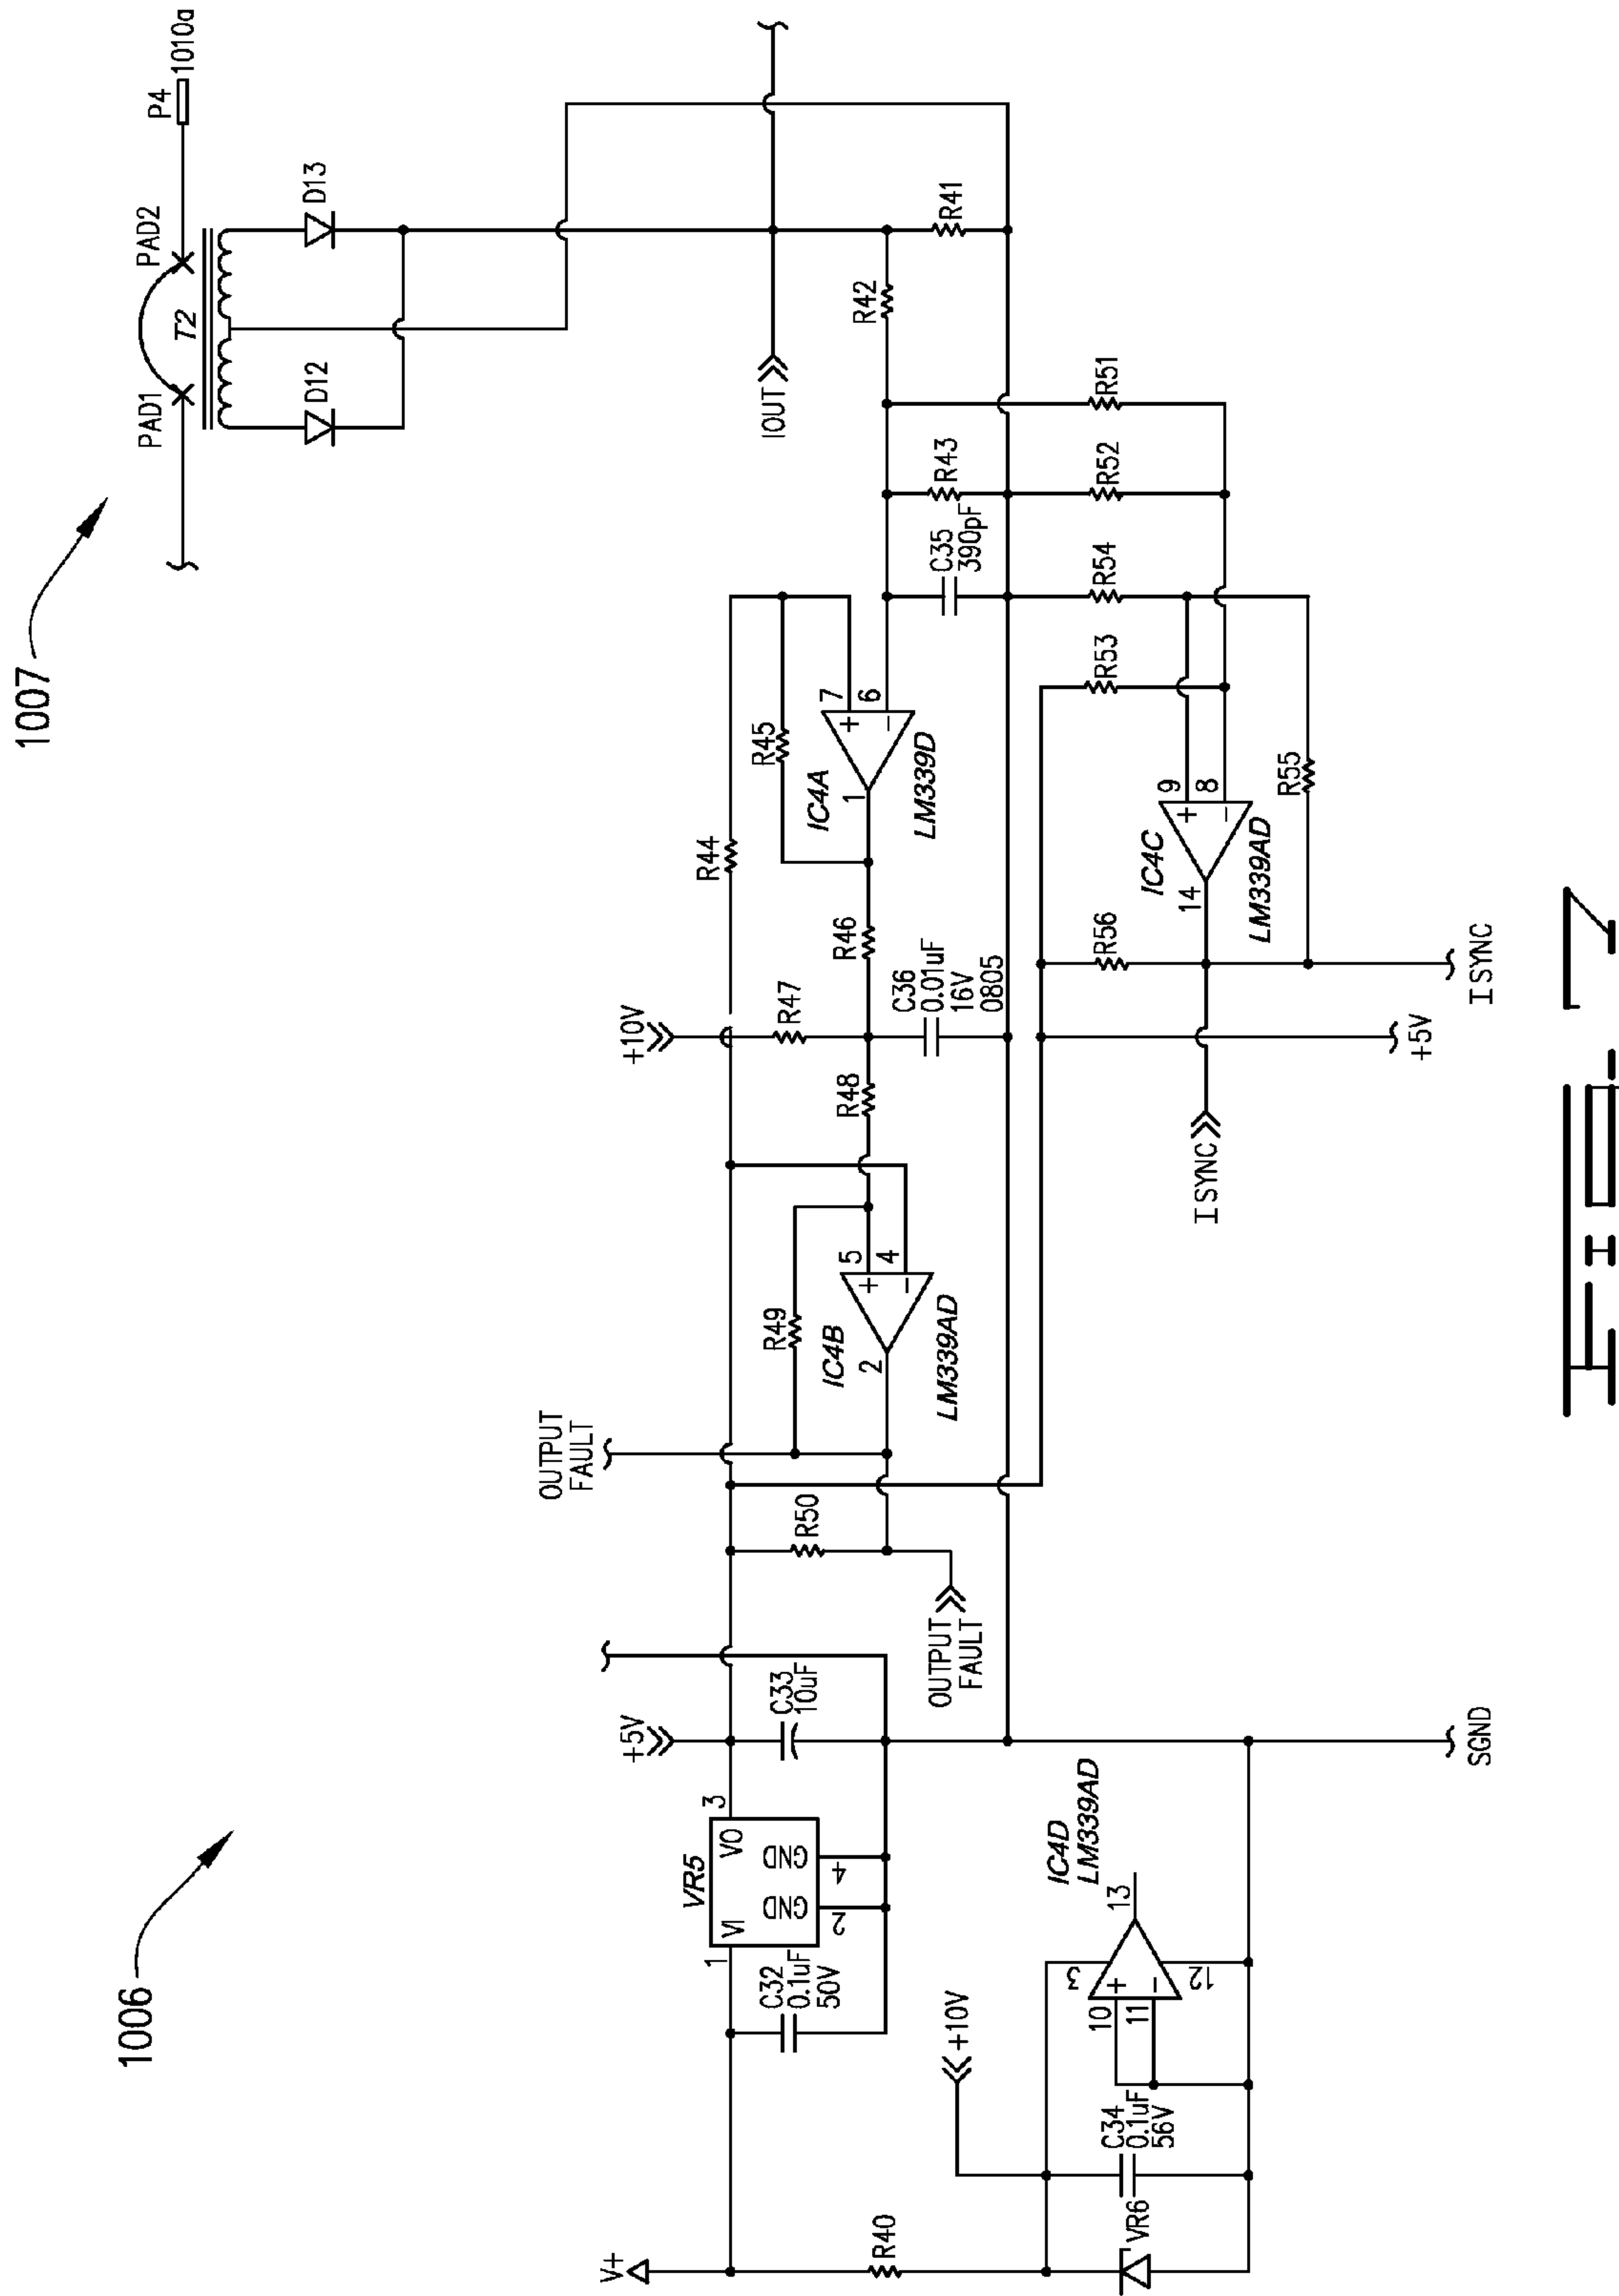 1007
P4
1010a
PAD2
T2
PAD1
D13
D12
IOUT
R41
R42
R51
R43
R52
C35
390pF
R54
R53
R45
7
+
6
−
IC4A
1
LM339D
R44
R46
9
+
8
−
IC4C
14
LM339AD
R55
R56
+10V
R47
C36
0.01uF
16V
0805
ISYNC
+5V
R48
ISYNC
R49
5
+
4
−
IC4B
2
LM339AD
OUTPUT
FAULT
R50
OUTPUT
FAULT
1006
+5V
C33
10uF
SGND
3
VR5
VO
VI
GND
GND
4
2
1
C32
0.1uF
50V
IC4D
LM339AD
13
3
12
10
+
11
−
+10V
C34
0.1uF
56V
VR6
R40
V+
FIG. 7